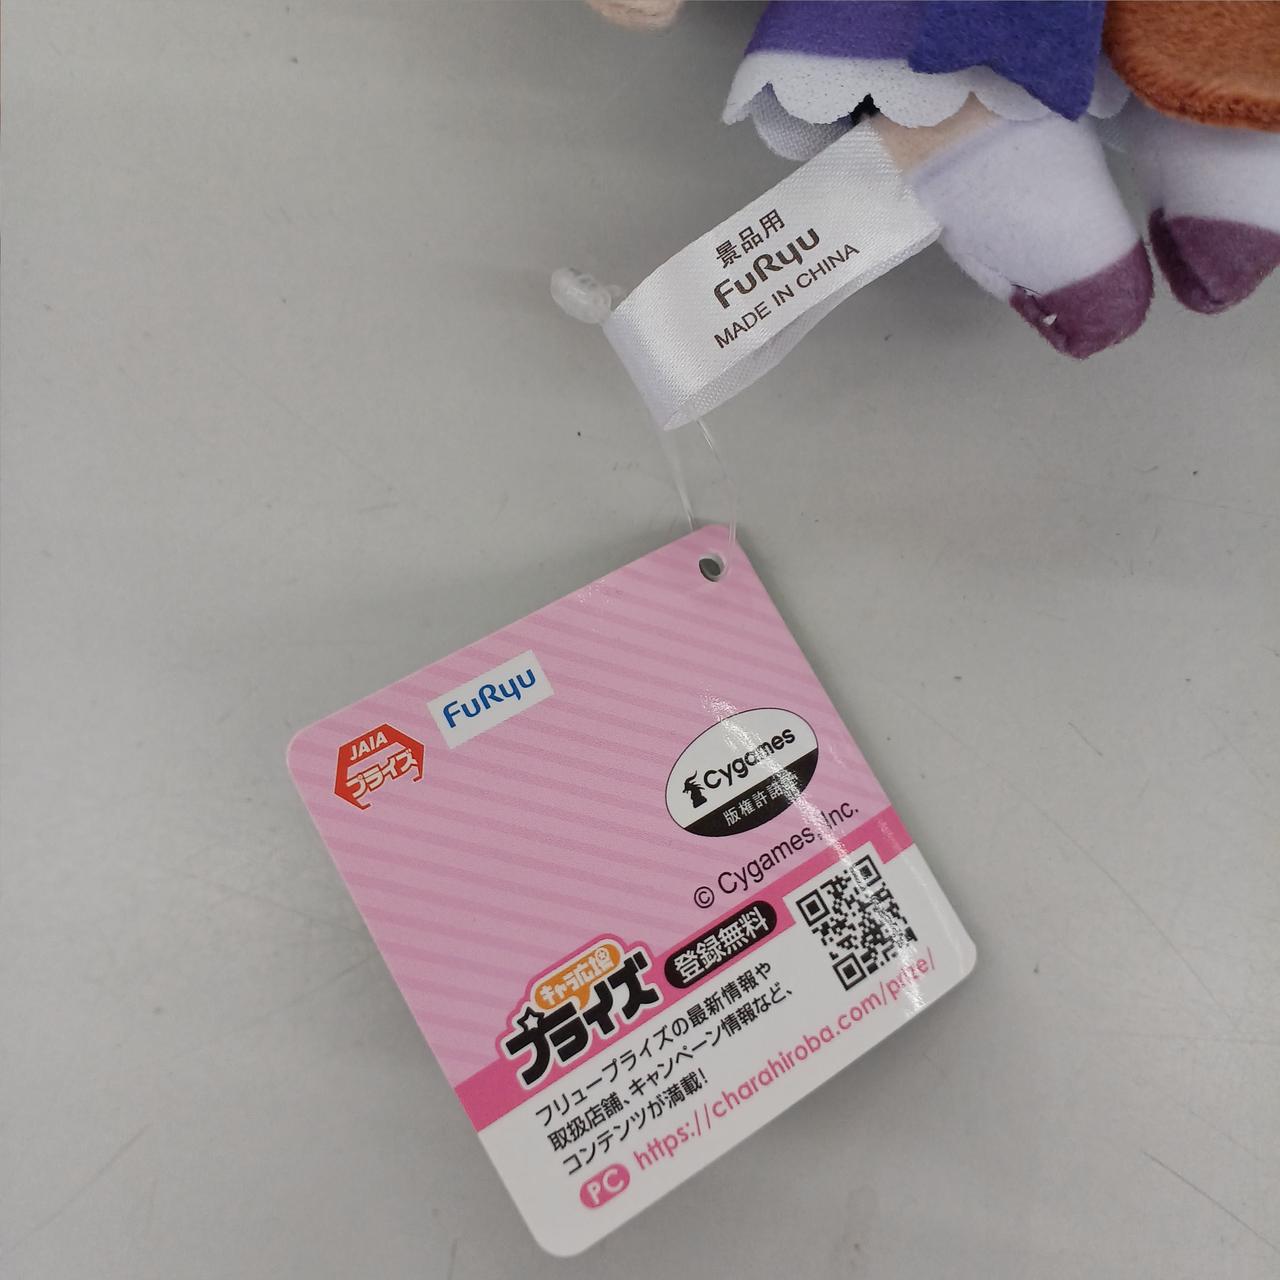 景品用
FuRyu
MADE IN CHINA
FuRyu
JAIA
プライズ
Cygames
版権許諾
© Cygames, Inc.
キャラ広場
プライズ
登録無料
フリュープライズの最新情報や
取扱店舗、キャンペーン情報など、
コンテンツが満載!
PC https://charahiroba.com/prize/